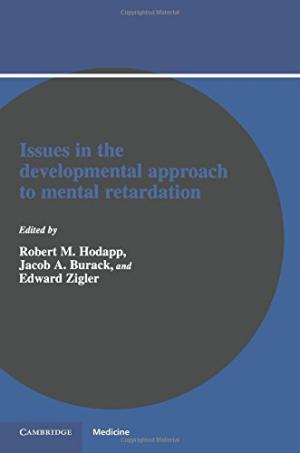 Issues in the
developmental approach
to mental retardation
Edited by
Robert M. Hodapp,
Jacob A. Burack, and
Edward Zigler
CAMBRIDGE Medicine